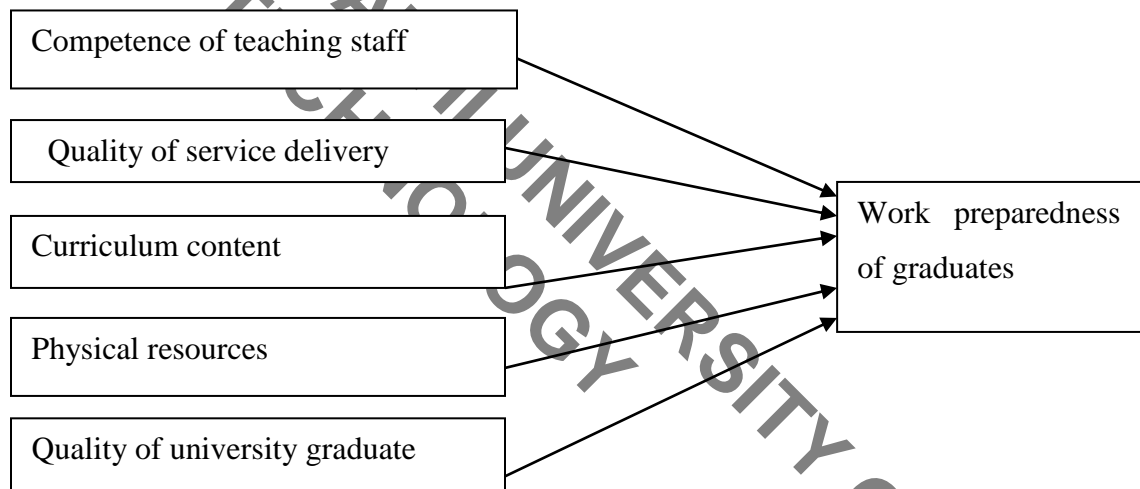 Competence of teaching staff
Quality of service delivery
Curriculum content
Physical resources
Quality of university graduate
Work preparedness
of graduates
UNIVERSITY